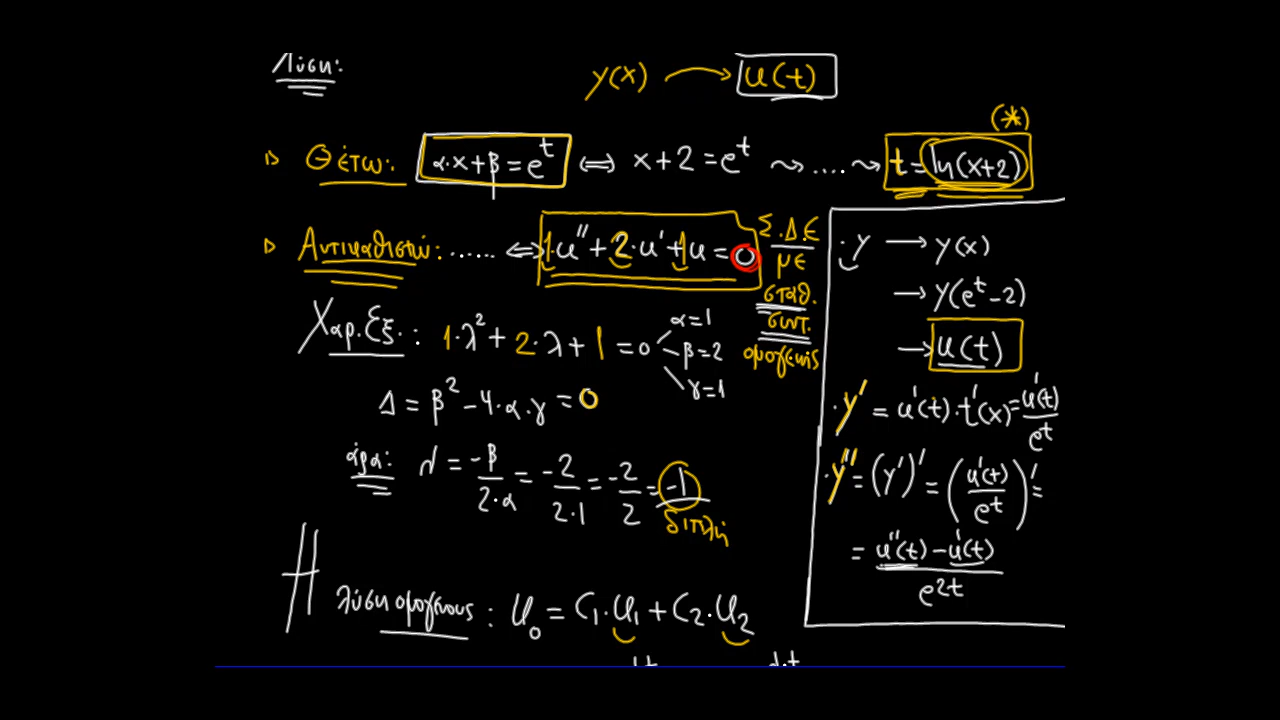 Λύση:
y(x) → u(t)
(*)
Θέτω: α·x+β=e^t ⇔ x+2=e^t ⇝ .... ⇝ t=ln(x+2)
Αντικαθιστώ: ...... ⇔ 1·u''+2·u'+1u=0
Σ.Δ.Ε
με
σταθ.
συντ.
ομογενής
Χαρ.Εξ.: 1·λ²+2·λ+1=0
α=1
β=2
γ=1
Δ=β²-4·α·γ=0
άρα: λ=-β/2·α=-2/2·1=-2/2=-1
διπλή
Η λύση ομογενους: u₀=C₁·u₁+C₂·u₂
·y → y(x)
→ y(e^t-2)
→ u(t)
·y'=u'(t)·t'(x)=u'(t)/e^t
·y''=(y')'=(u'(t)/e^t)'=
=u''(t)-u'(t)/e^2t